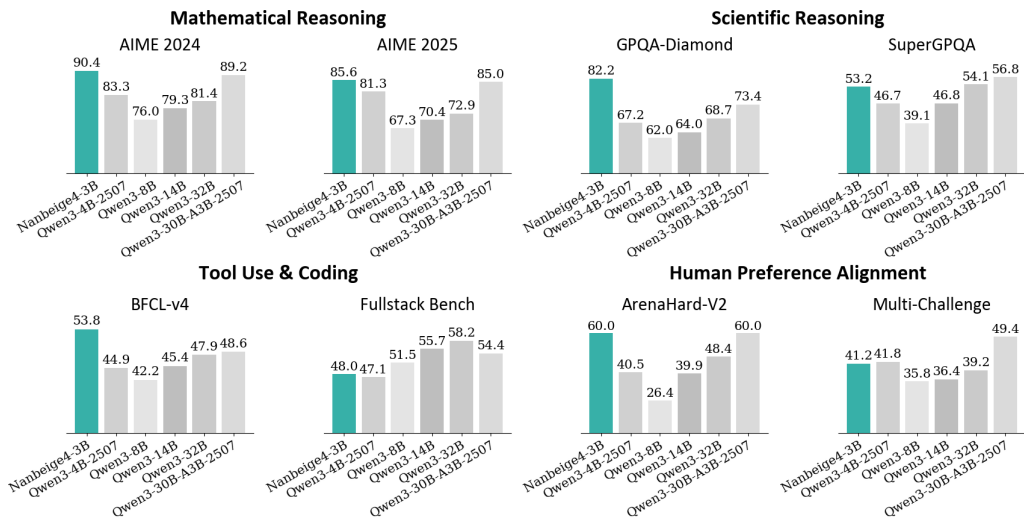 Mathematical Reasoning
AIME 2024
90.4
83.3
76.0
79.3
81.4
89.2
Nanbeige4-3B
Qwen3-4B-2507
Qwen3-8B
Qwen3-14B
Qwen3-32B
Qwen3-30B-A3B-2507
AIME 2025
85.6
81.3
67.3
70.4
72.9
85.0
Nanbeige4-3B
Qwen3-4B-2507
Qwen3-8B
Qwen3-14B
Qwen3-32B
Qwen3-30B-A3B-2507
Scientific Reasoning
GPQA-Diamond
82.2
67.2
62.0
64.0
68.7
73.4
Nanbeige4-3B
Qwen3-4B-2507
Qwen3-8B
Qwen3-14B
Qwen3-32B
Qwen3-30B-A3B-2507
SuperGPQA
53.2
46.7
39.1
46.8
54.1
56.8
Nanbeige4-3B
Qwen3-4B-2507
Qwen3-8B
Qwen3-14B
Qwen3-32B
Qwen3-30B-A3B-2507
Tool Use & Coding
BFCL-v4
53.8
44.9
42.2
45.4
47.9
48.6
Nanbeige4-3B
Qwen3-4B-2507
Qwen3-8B
Qwen3-14B
Qwen3-32B
Qwen3-30B-A3B-2507
Fullstack Bench
48.0
47.1
51.5
55.7
58.2
54.4
Nanbeige4-3B
Qwen3-4B-2507
Qwen3-8B
Qwen3-14B
Qwen3-32B
Qwen3-30B-A3B-2507
Human Preference Alignment
ArenaHard-V2
60.0
40.5
26.4
39.9
48.4
60.0
Nanbeige4-3B
Qwen3-4B-2507
Qwen3-8B
Qwen3-14B
Qwen3-32B
Qwen3-30B-A3B-2507
Multi-Challenge
41.2
41.8
35.8
36.4
39.2
49.4
Nanbeige4-3B
Qwen3-4B-2507
Qwen3-8B
Qwen3-14B
Qwen3-32B
Qwen3-30B-A3B-2507